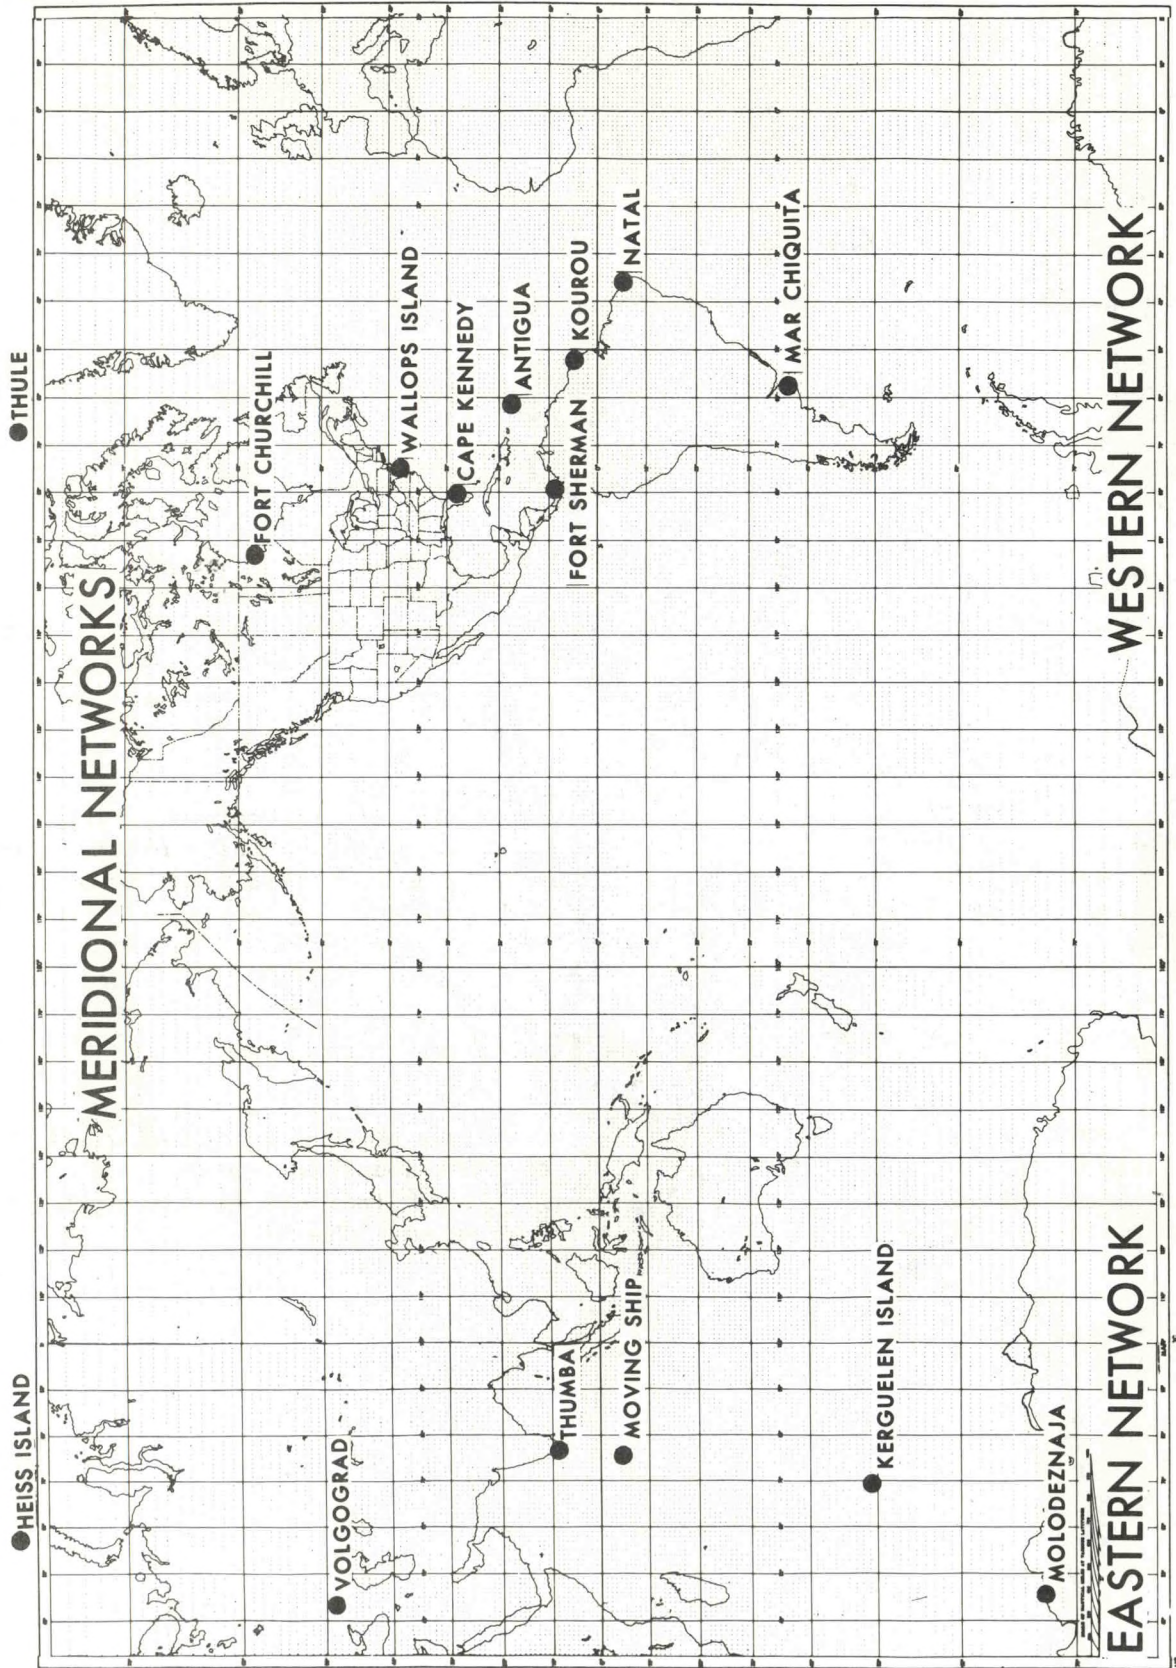 MERIDIONAL NETWORKS
HEISS ISLAND
THULE
VOLGOGRAD
FORT CHURCHILL
WALLOPS ISLAND
CAPE KENNEDY
ANTIGUA
THUMBA
FORT SHERMAN
KOUROU
MOVING SHIP
NATAL
MAR CHIQUITA
KERGUELEN ISLAND
MOLODEZNAJA
EASTERN NETWORK
WESTERN NETWORK